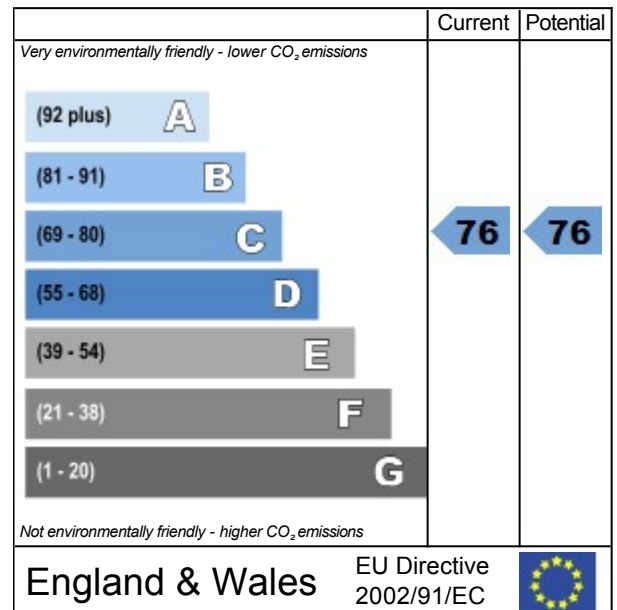 Current Potential
Very environmentally friendly - lower CO₂ emissions
(92 plus) A
(81 - 91) B
(69 - 80) C 76 76
(55 - 68) D
(39 - 54) E
(21 - 38) F
(1 - 20) G
Not environmentally friendly - higher CO₂ emissions
England & Wales
EU Directive
2002/91/EC